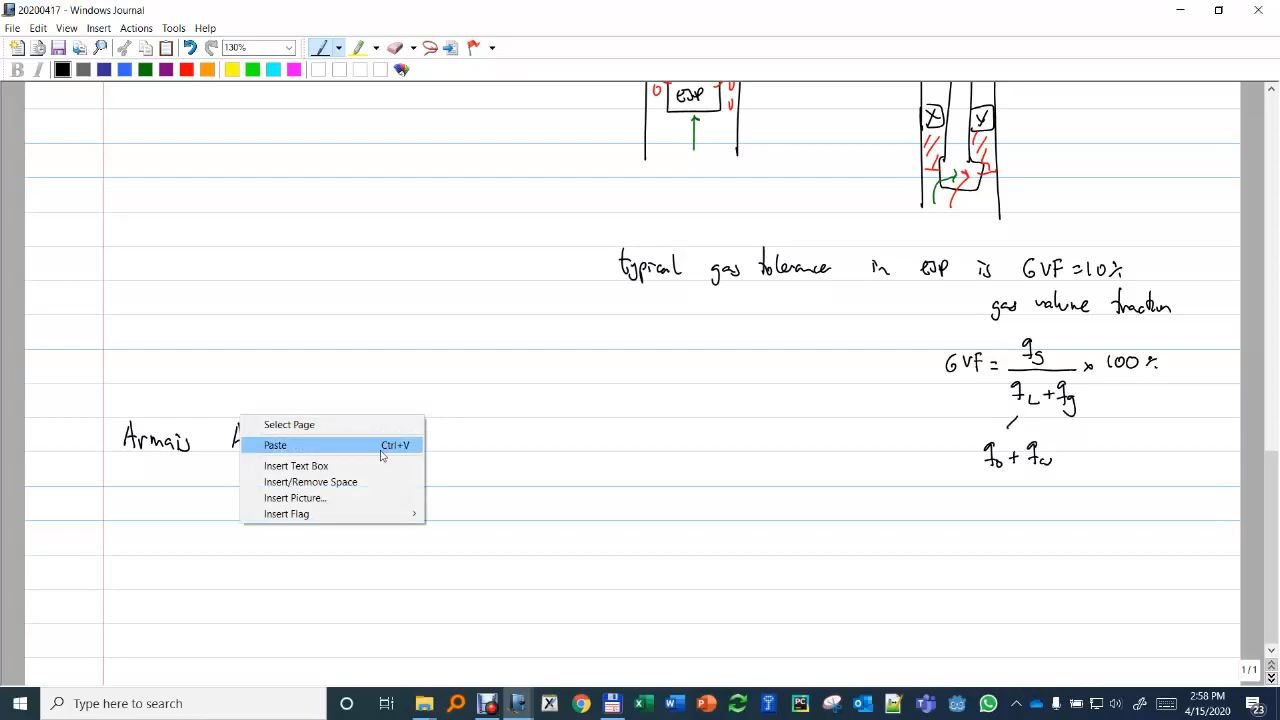 20200417 - Windows Journal
File Edit View Insert Actions Tools Help
130%
B I
ESP
typical gas tolerance in ESP is GVF = 10%
gas volume fraction
GVF = qg / (qL + qg) × 100 %
qo + qw
Armais A
Select Page
Paste Ctrl+V
Insert Text Box
Insert/Remove Space
Insert Picture...
Insert Flag
1/1
Type here to search
2:58 PM
4/15/2020
23